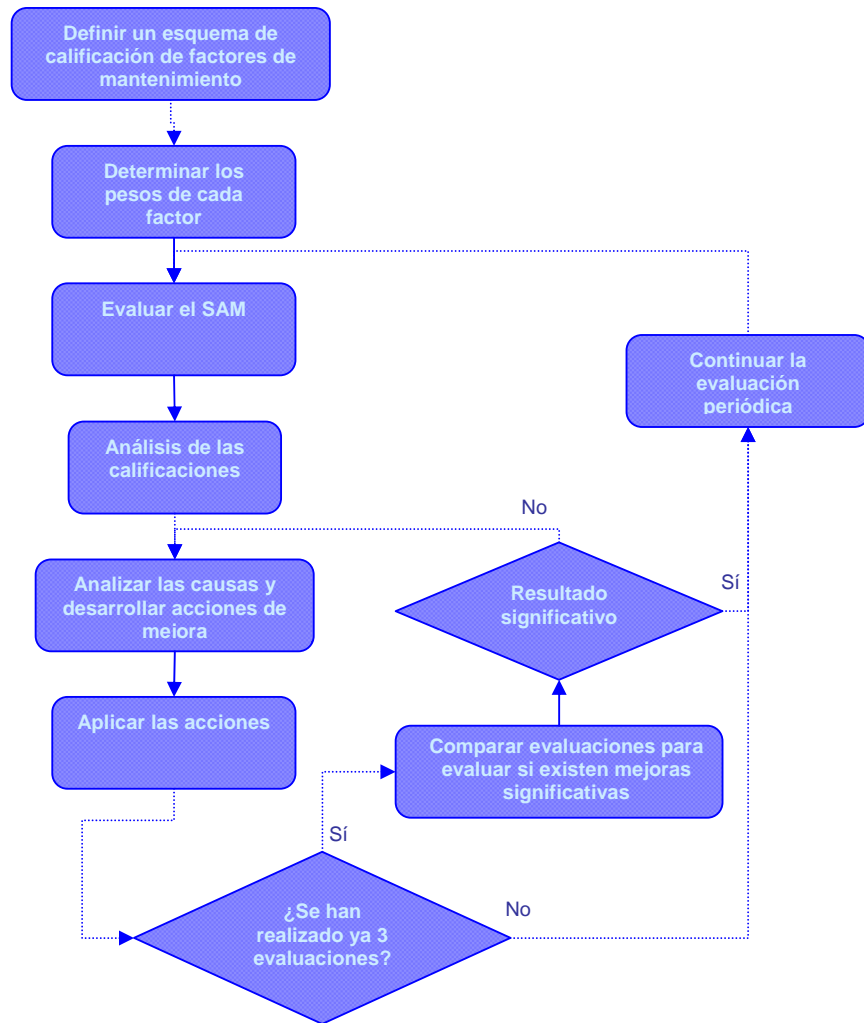 Definir un esquema de
calificación de factores de
mantenimiento
Determinar los
pesos de cada
factor
Evaluar el SAM
Continuar la
evaluación
periódica
Análisis de las
calificaciones
No
Analizar las causas y
desarrollar acciones de
mejora
Resultado
significativo
Sí
Aplicar las acciones
Comparar evaluaciones para
evaluar si existen mejoras
significativas
Sí
¿Se han
realizado ya 3
evaluaciones?
No